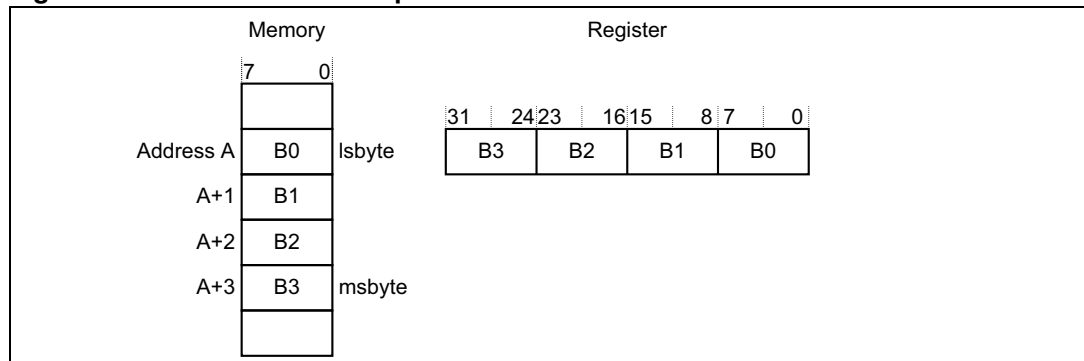 Memory Register
7 0
31 24 23 16 15 8 7 0
Address A B0 lsbyte B3 B2 B1 B0
A+1 B1
A+2 B2
A+3 B3 msbyte